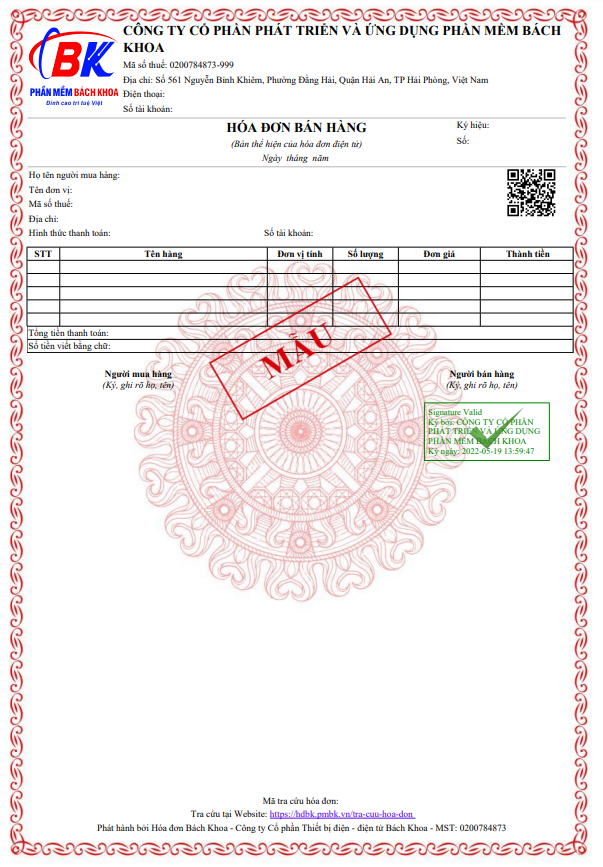 CÔNG TY CỔ PHẦN PHÁT TRIỂN VÀ ỨNG DỤNG PHẦN MỀM BÁCH
KHOA
BK
PHẦN MỀM BÁCH KHOA
Đỉnh cao trí tuệ Việt
Mã số thuế: 0200784873-999
Địa chỉ: Số 561 Nguyễn Bỉnh Khiêm, Phường Đằng Hải, Quận Hải An, TP Hải Phòng, Việt Nam
Điện thoại:
Số tài khoản:
HÓA ĐƠN BÁN HÀNG
(Bản thể hiện của hóa đơn điện tử)
Ngày tháng năm
Ký hiệu:
Số:
Họ tên người mua hàng:
Tên đơn vị:
Mã số thuế:
Địa chỉ:
Hình thức thanh toán: Số tài khoản:
STT Tên hàng Đơn vị tính Số lượng Đơn giá Thành tiền
Tổng tiền thanh toán:
Số tiền viết bằng chữ:
MẪU
Người mua hàng Người bán hàng
(Ký, ghi rõ họ, tên) (Ký, ghi rõ họ, tên)
Signature Valid
Ký bởi: CÔNG TY CỔ PHẦN
PHÁT TRIỂN VÀ ỨNG DỤNG
PHẦN MỀM BÁCH KHOA
Ký ngày: 2022-05-19 13:59:47
Mã tra cứu hóa đơn:
Tra cứu tại Website: https://hdbk.pmbk.vn/tra-cuu-hoa-don
Phát hành bởi Hóa đơn Bách Khoa - Công ty Cổ phần Thiết bị điện - điện tử Bách Khoa - MST: 0200784873